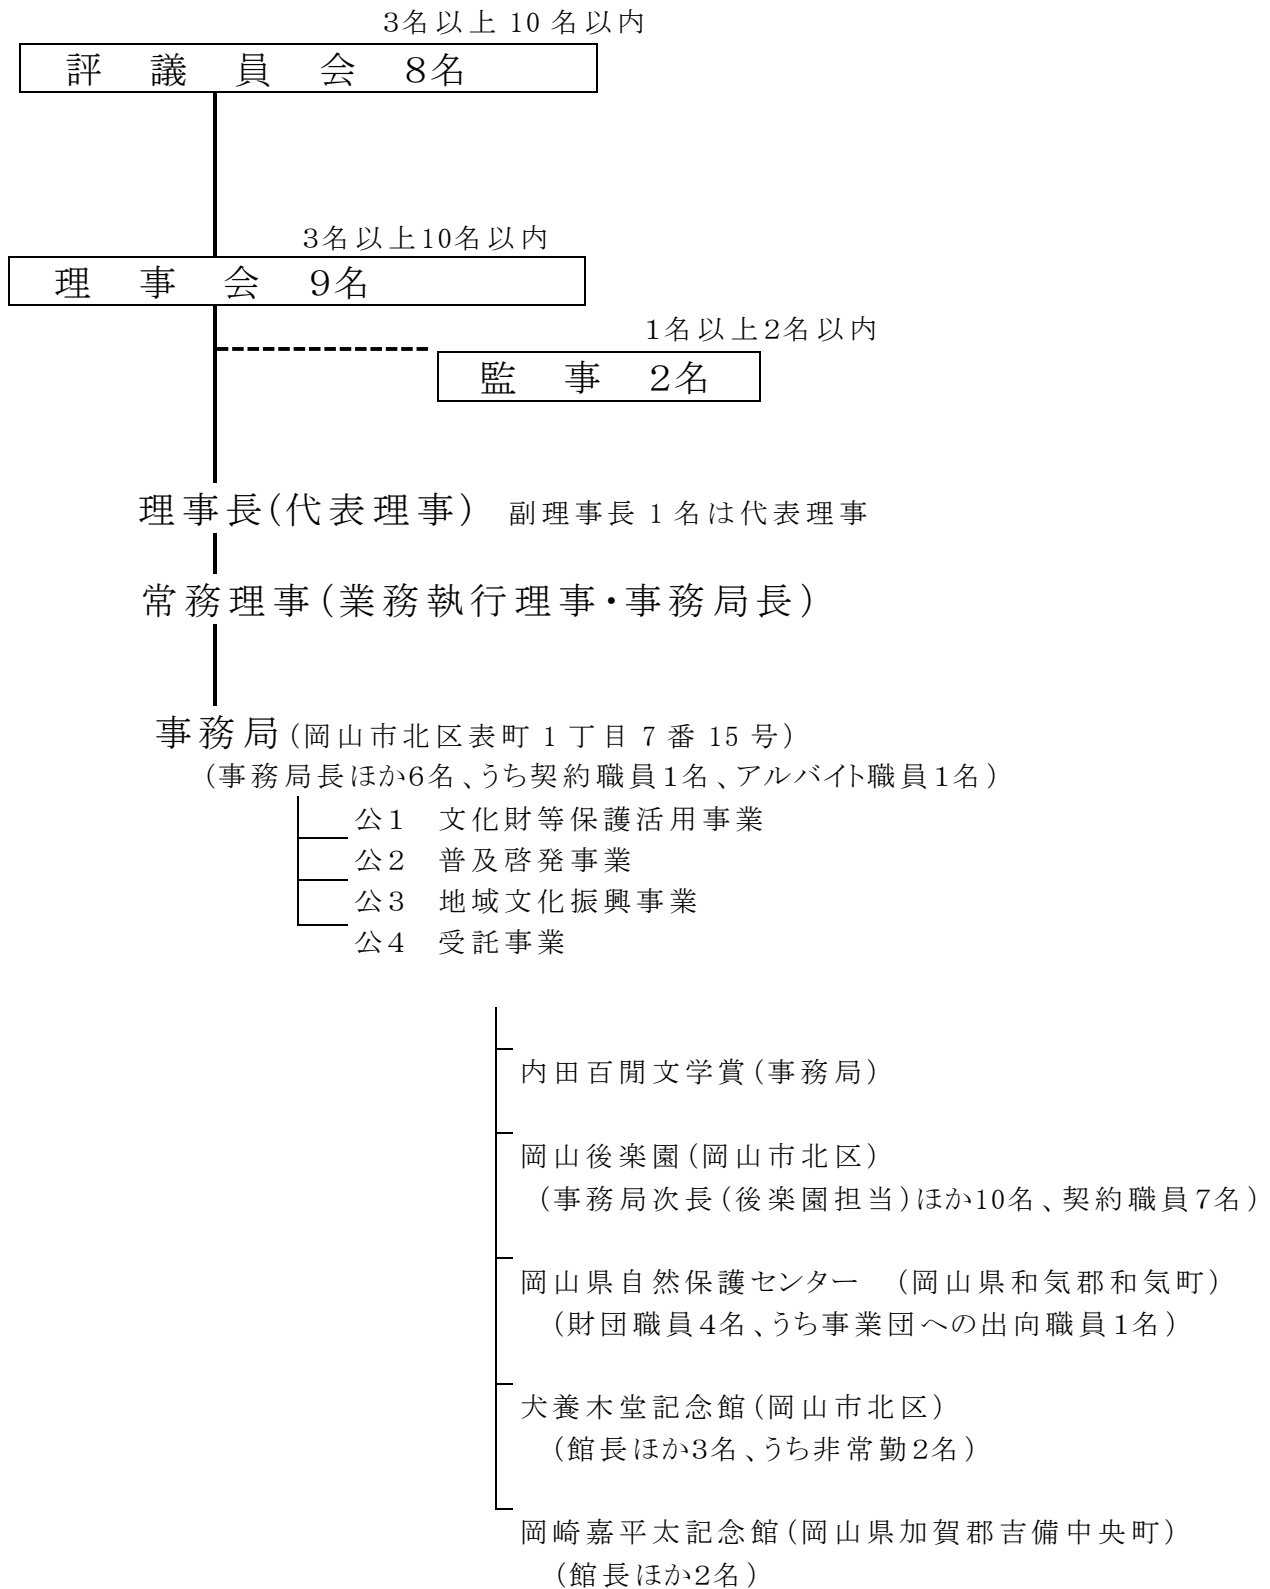 3名以上 10 名以内
評　議　員　会　8名
3名以上10名以内
理　事　会　9名
1名以上2名以内
監　事　2名
理事長(代表理事)　副理事長 1 名は代表理事
常務理事(業務執行理事・事務局長)
事務局(岡山市北区表町 1 丁目 7 番 15 号)
(事務局長ほか6名、うち契約職員1名、アルバイト職員1名)
公1　文化財等保護活用事業
公2　普及啓発事業
公3　地域文化振興事業
公4　受託事業
内田百閒文学賞(事務局)
岡山後楽園(岡山市北区)
(事務局次長(後楽園担当)ほか10名、契約職員7名)
岡山県自然保護センター　(岡山県和気郡和気町)
(財団職員4名、うち事業団への出向職員1名)
犬養木堂記念館(岡山市北区)
(館長ほか3名、うち非常勤2名)
岡崎嘉平太記念館(岡山県加賀郡吉備中央町)
(館長ほか2名)